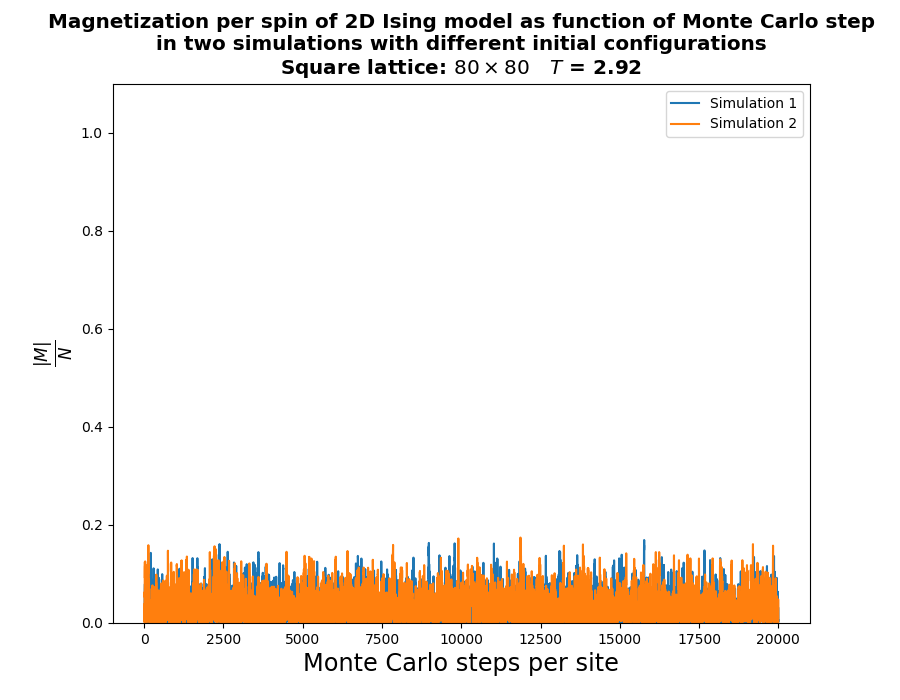 Magnetization per spin of 2D Ising model as function of Monte Carlo step
in two simulations with different initial configurations
Square lattice: 80 × 80 T = 2.92
Simulation 1
Simulation 2
1.0
0.8
0.6
0.4
0.2
0.0
|M|
N
0 2500 5000 7500 10000 12500 15000 17500 20000
Monte Carlo steps per site